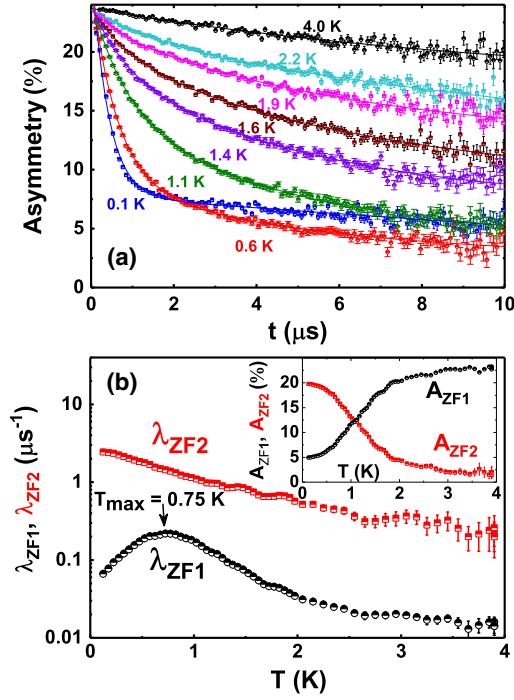 20
15
10
5
0
Asymmetry (%)
4.0 K
2.2 K
1.9 K
1.6 K
1.4 K
1.1 K
0.1 K
0.6 K
(a)
0 2 4 6 8 10
t (μs)
(b)
10
1
0.1
0.01
λZF1, λZF2 (μs-1)
λZF2
Tmax = 0.75 K
λZF1
AZF1, AZF2 (%)
20
15
10
5
0
AZF1
AZF2
T (K)
0 1 2 3 4
0 1 2 3 4
T (K)